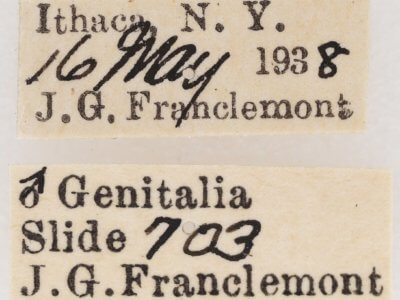 Ithaca, N. Y.
16 May 1938
J.G. Franclemont
♂ Genitalia
Slide 703
J.G.Franclemont